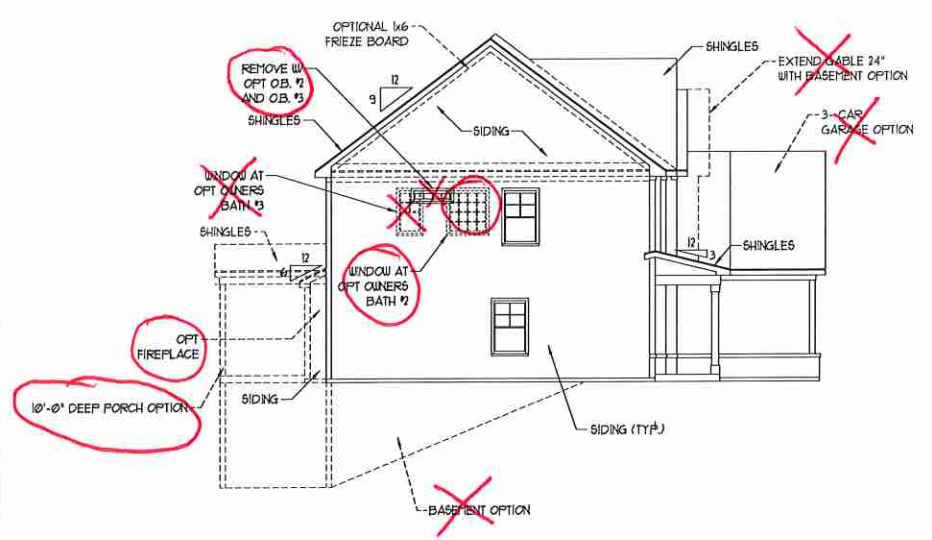 OPTIONAL 1x6
FRIEZE BOARD
SHINGLES
REMOVE W/
OPT O.B. #2
AND O.B. #3
EXTEND GABLE 24"
WITH BASEMENT OPTION
12
9
SHINGLES
SIDING
3-CAR
GARAGE OPTION
WINDOW AT
OPT OWNERS
BATH #3
SHINGLES
12
6
WINDOW AT
OPT OWNERS
BATH #2
12
3
SHINGLES
OPT
FIREPLACE
10'-0" DEEP PORCH OPTION
SIDING
SIDING (TYP.)
BASEMENT OPTION